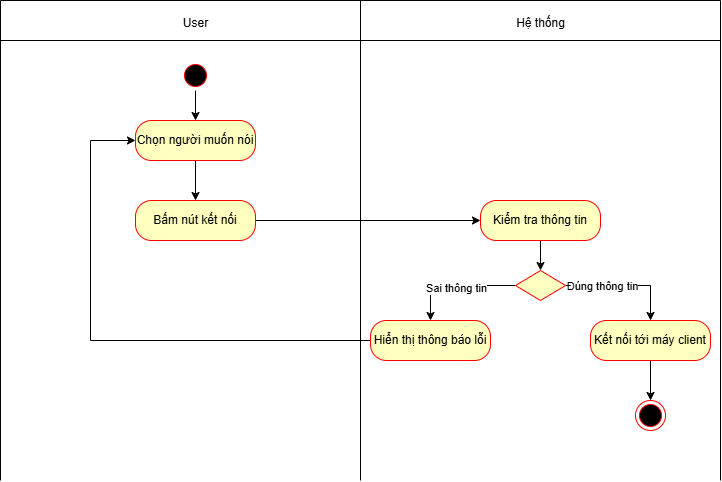 User
Hệ thống
Chọn người muốn nói
Bấm nút kết nối
Kiểm tra thông tin
Sai thông tin
Đúng thông tin
Hiển thị thông báo lỗi
Kết nối tới máy client